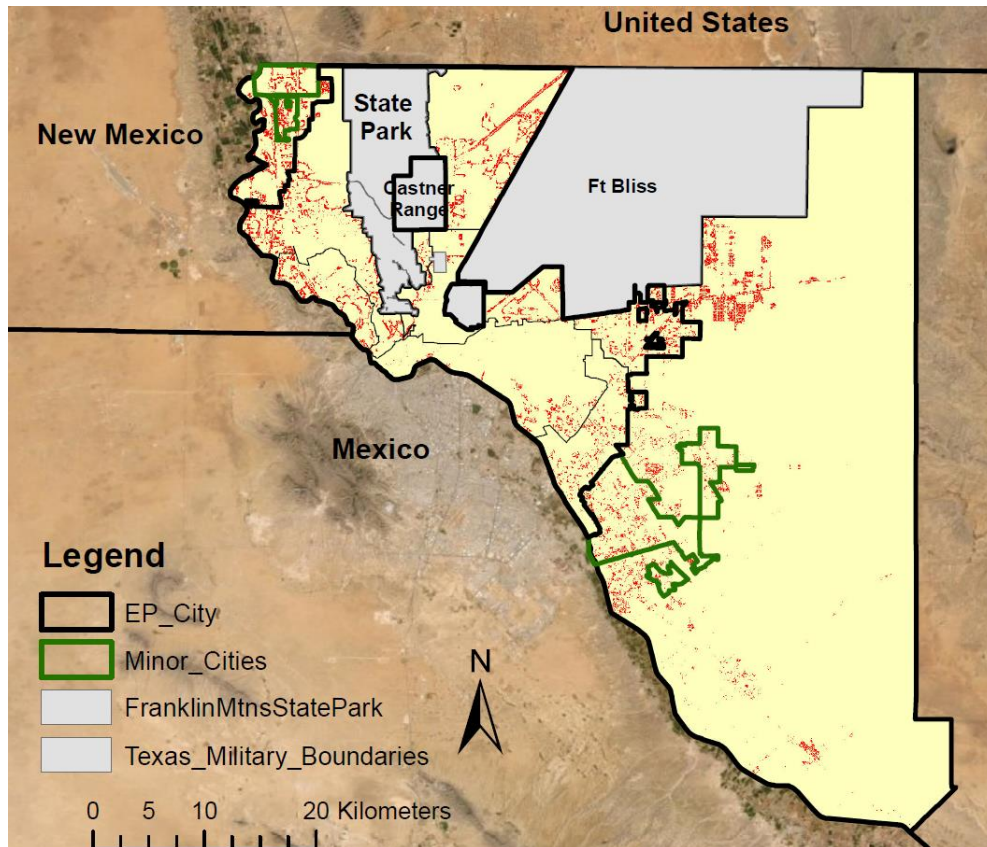 United States
State
Park
New Mexico
Castner
Range
Ft Bliss
Mexico
Legend
EP_City
Minor_Cities
FranklinMtnsStatePark
Texas_Military_Boundaries
N
0 5 10 20 Kilometers